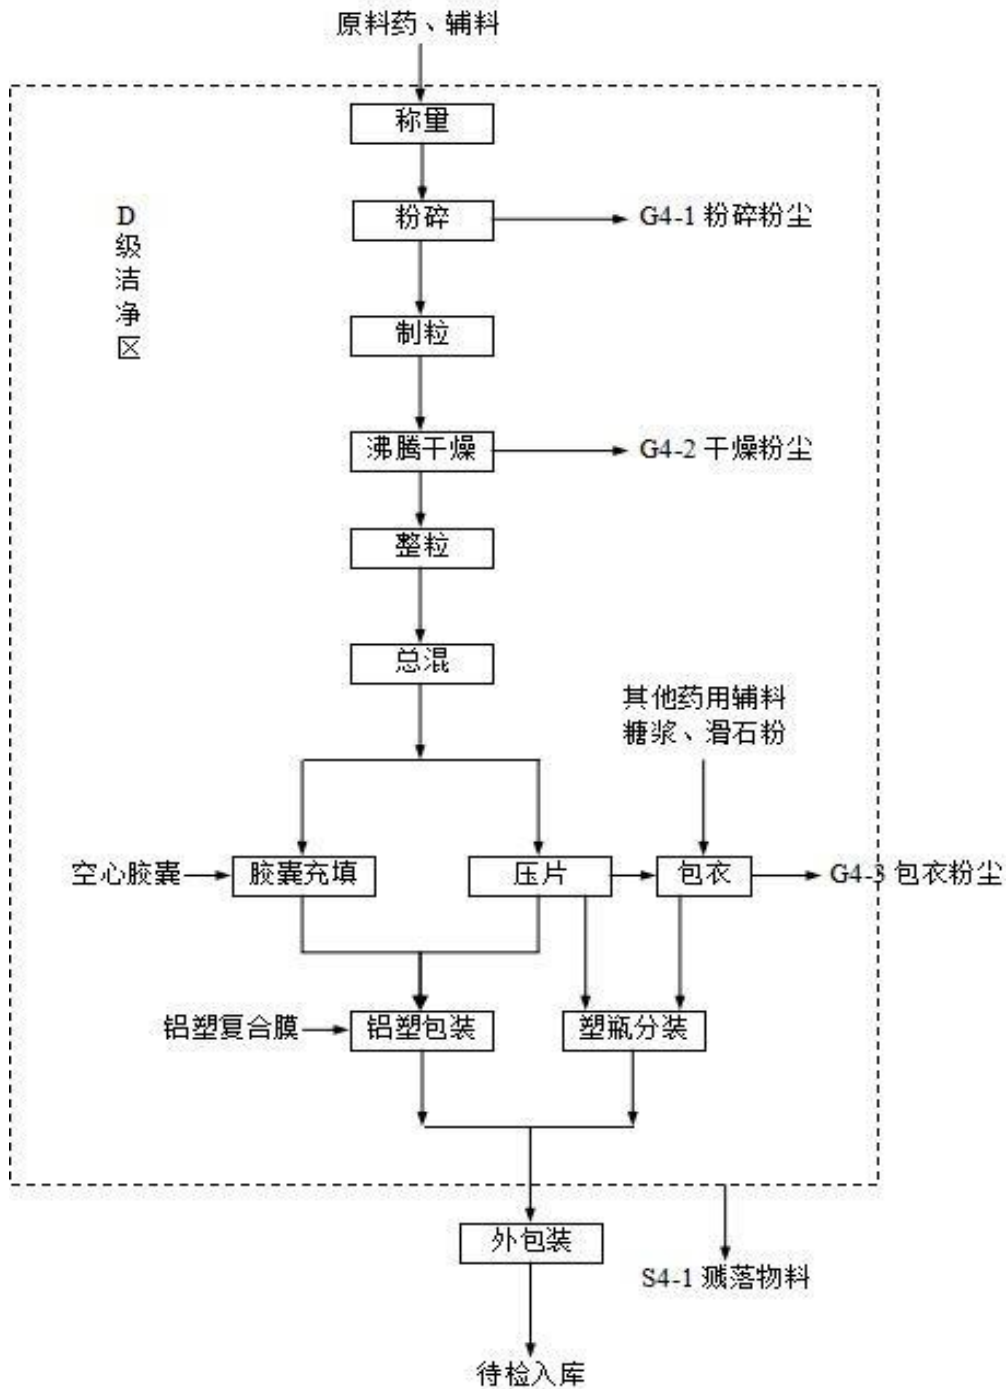 原料药、辅料
称量
D
级
洁
净
区
粉碎
G4-1 粉碎粉尘
制粒
沸腾干燥
G4-2 干燥粉尘
整粒
总混
其他药用辅料
糖浆、滑石粉
空心胶囊
胶囊充填
压片
包衣
G4-3 包衣粉尘
铝塑复合膜
铝塑包装
塑瓶分装
外包装
S4-1 溅落物料
待检入库